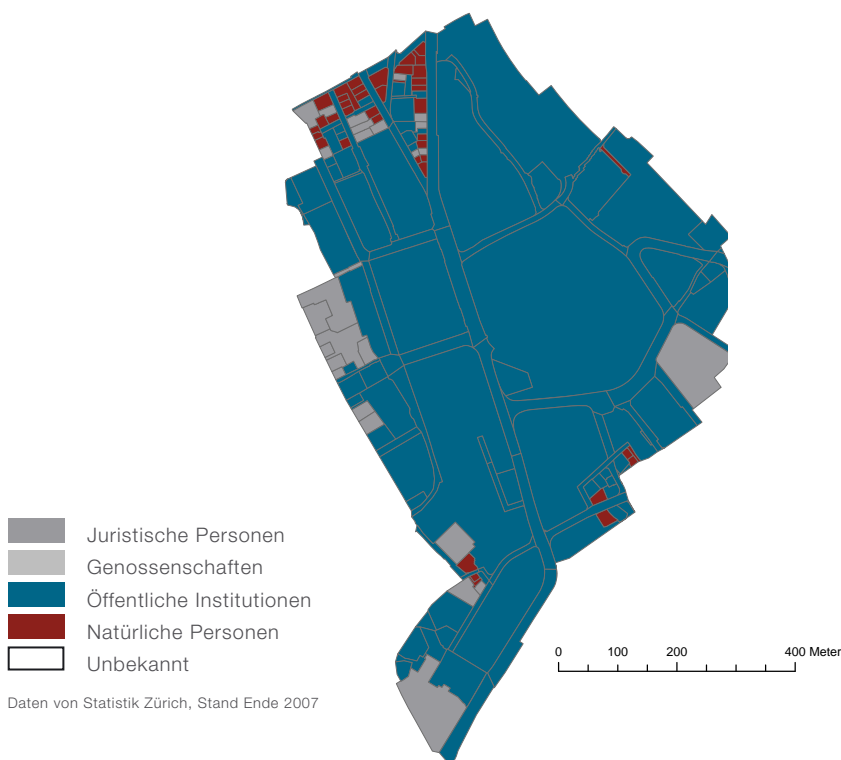 Juristische Personen
Genossenschaften
Öffentliche Institutionen
Natürliche Personen
Unbekannt
Daten von Statistik Zürich, Stand Ende 2007
0 100 200 400 Meter